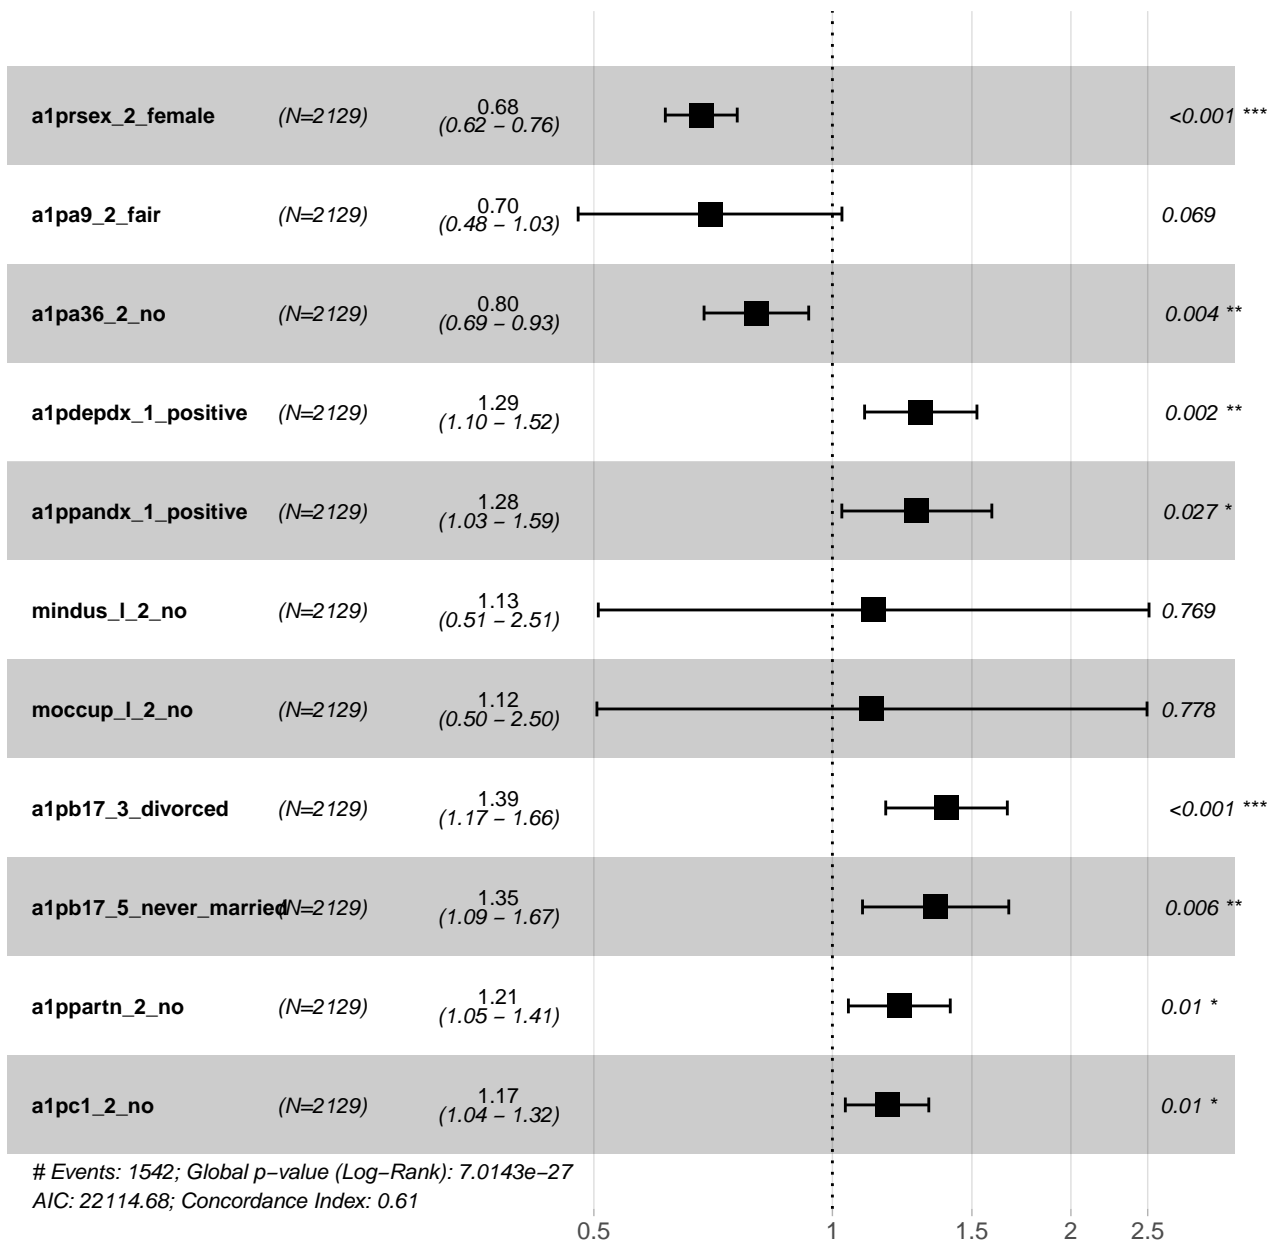 a1prsex_2_female (N=2129) 0.68 <0.001 ***
(0.62 – 0.76)
a1pa9_2_fair (N=2129) 0.70 0.069
(0.48 – 1.03)
a1pa36_2_no (N=2129) 0.80 0.004 **
(0.69 – 0.93)
a1pdepdx_1_positive (N=2129) 1.29 0.002 **
(1.10 – 1.52)
a1ppandx_1_positive (N=2129) 1.28 0.027 *
(1.03 – 1.59)
mindus_l_2_no (N=2129) 1.13 0.769
(0.51 – 2.51)
moccup_l_2_no (N=2129) 1.12 0.778
(0.50 – 2.50)
a1pb17_3_divorced (N=2129) 1.39 <0.001 ***
(1.17 – 1.66)
a1pb17_5_never_married (N=2129) 1.35 0.006 **
(1.09 – 1.67)
a1ppartn_2_no (N=2129) 1.21 0.01 *
(1.05 – 1.41)
a1pc1_2_no (N=2129) 1.17 0.01 *
(1.04 – 1.32)
# Events: 1542; Global p−value (Log−Rank): 7.0143e−27
AIC: 22114.68; Concordance Index: 0.61
0.5 1 1.5 2 2.5